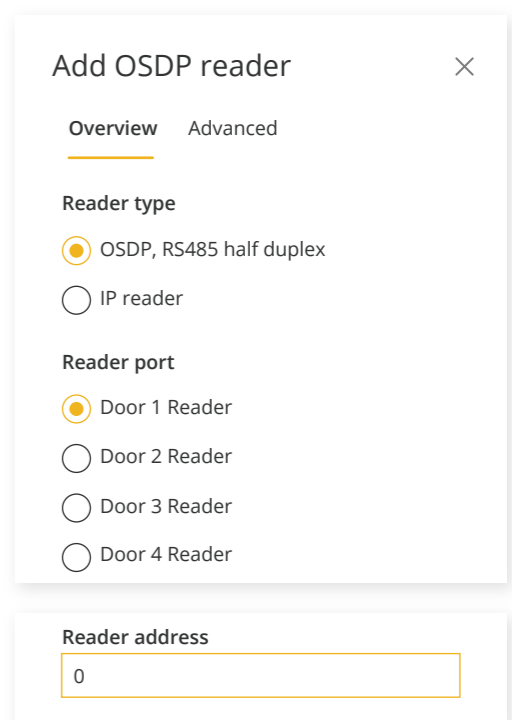 Add OSDP reader
Overview Advanced
Reader type
OSDP, RS485 half duplex
IP reader
Reader port
Door 1 Reader
Door 2 Reader
Door 3 Reader
Door 4 Reader
Reader address
0